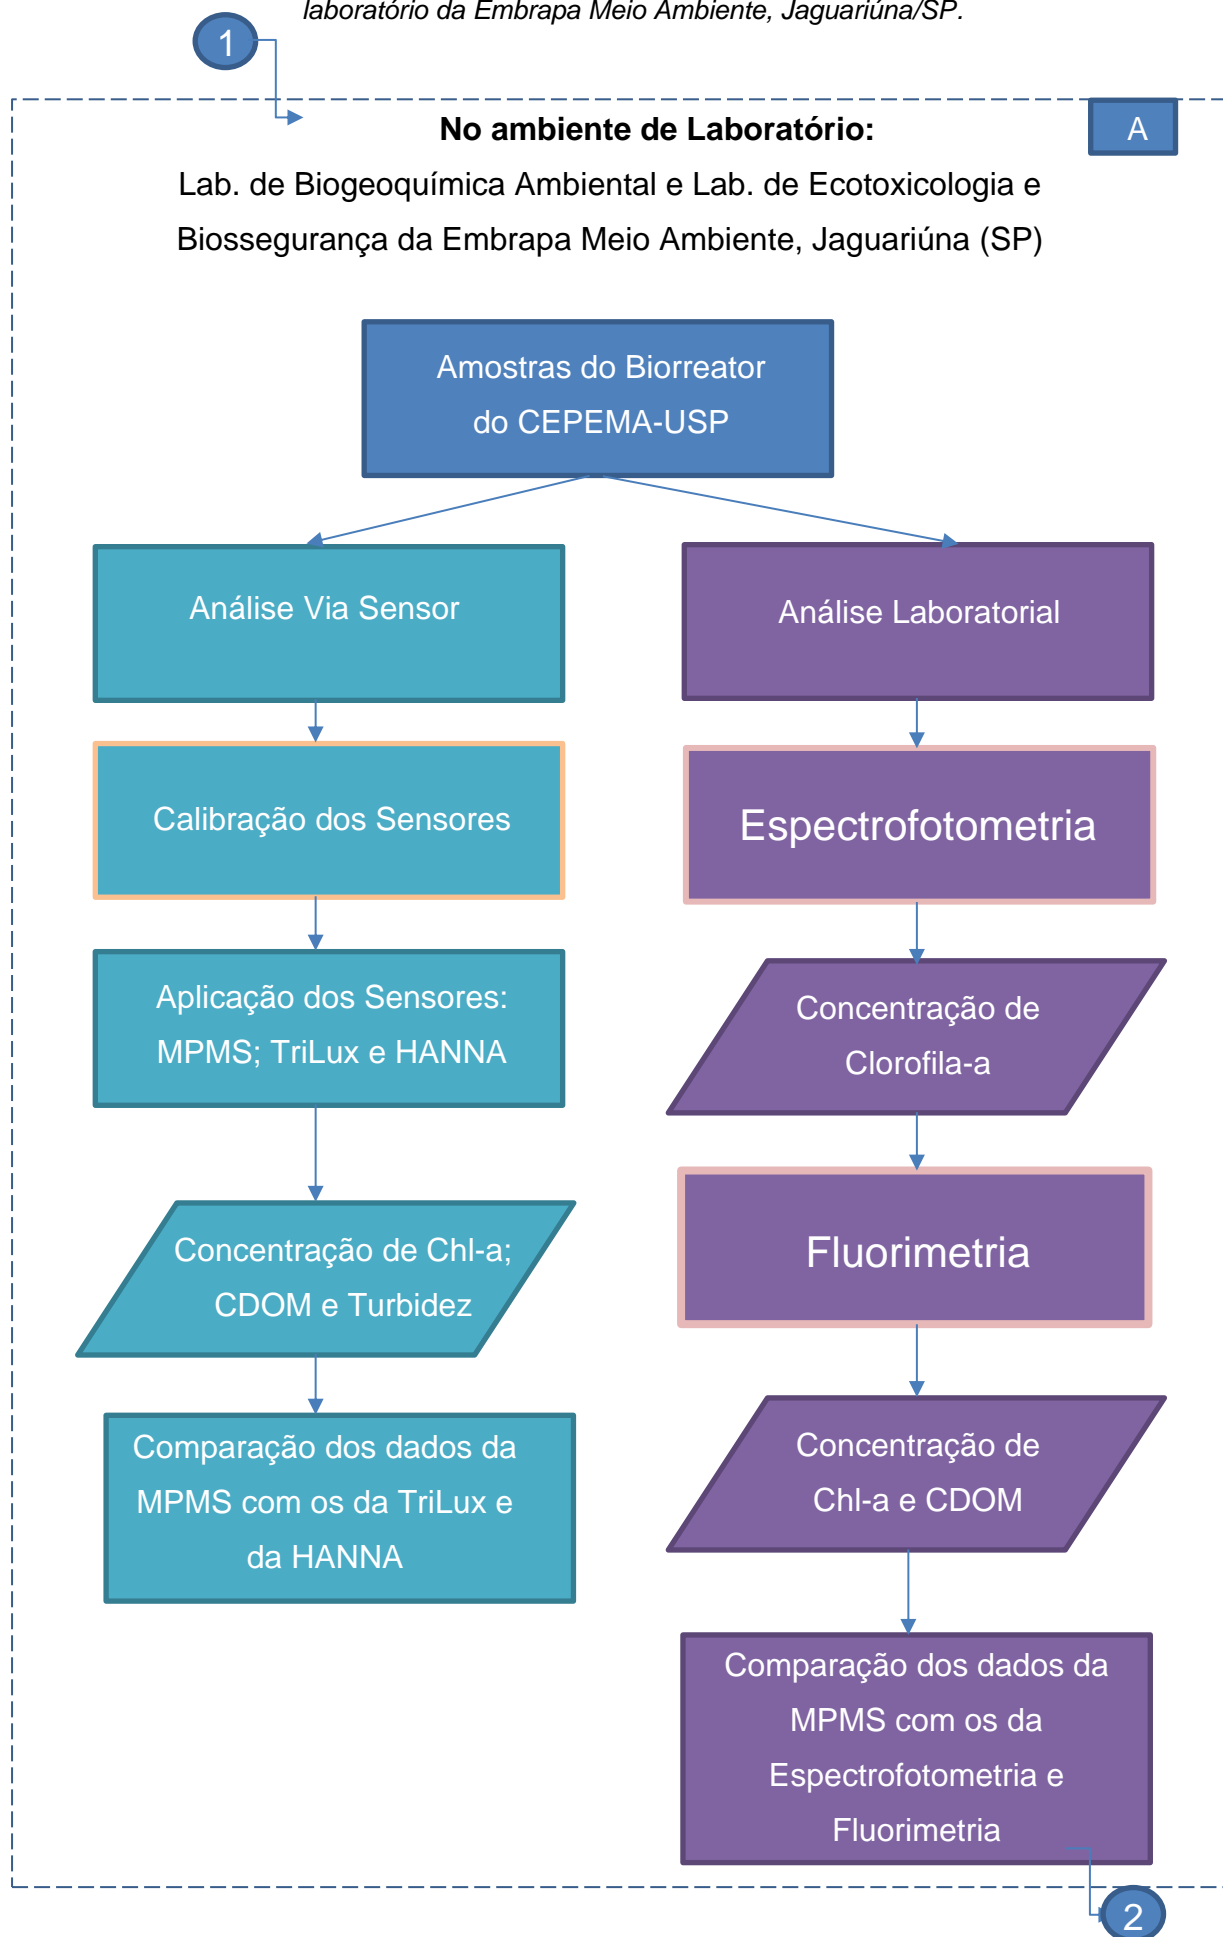 laboratório da Embrapa Meio Ambiente, Jaguariúna/SP.
1
No ambiente de Laboratório:
A
Lab. de Biogeoquímica Ambiental e Lab. de Ecotoxicologia e
Biossegurança da Embrapa Meio Ambiente, Jaguariúna (SP)
Amostras do Biorreator
do CEPEMA-USP
Análise Via Sensor
Calibração dos Sensores
Aplicação dos Sensores:
MPMS; TriLux e HANNA
Concentração de Chl-a;
CDOM e Turbidez
Comparação dos dados da
MPMS com os da TriLux e
da HANNA
Análise Laboratorial
Espectrofotometria
Concentração de
Clorofila-a
Fluorimetria
Concentração de
Chl-a e CDOM
Comparação dos dados da
MPMS com os da
Espectrofotometria e
Fluorimetria
2